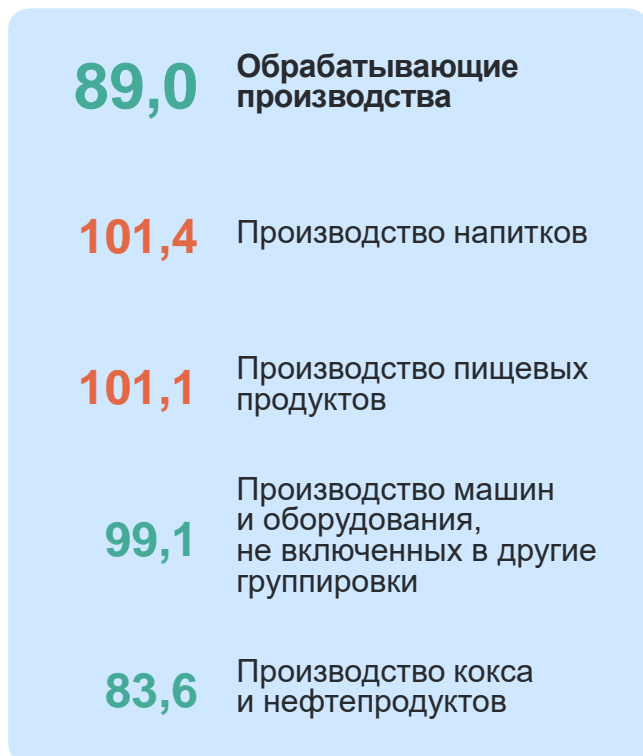 89,0 Обрабатывающие
производства
101,4 Производство напитков
101,1 Производство пищевых
продуктов
99,1 Производство машин
и оборудования,
не включенных в другие
группировки
83,6 Производство кокса
и нефтепродуктов